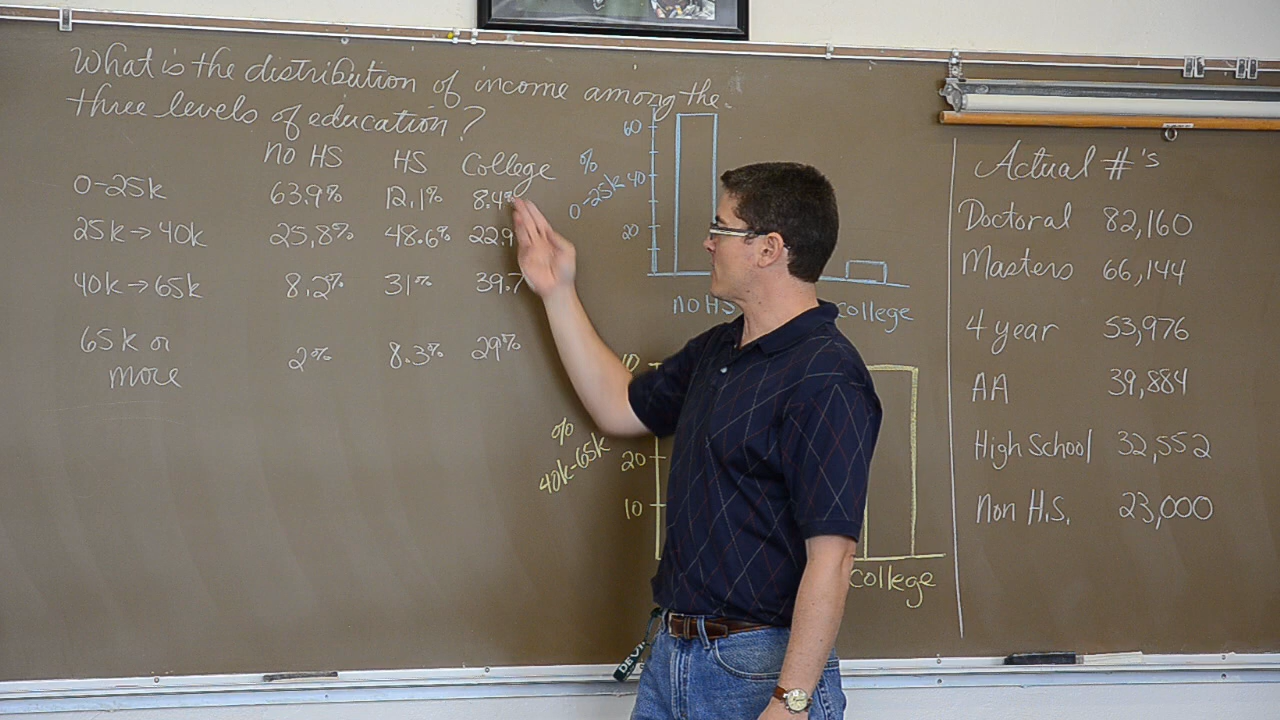 What is the distribution of income among the
three levels of education?
no HS HS College
0-25k 63.9% 12.1% 8.4%
25k→40k 25,8% 48.6% 22.9
40k→65k 8.2% 31% 39.7
65k or
more 2% 8.3% 29%
60
40
20
%
0-25k
no HS college
10
20
10
%
40k-65k
college
Actual #'s
Doctoral 82,160
Masters 66,144
4 year 53,976
AA 39,884
High School 32,552
Non H.S. 23,000